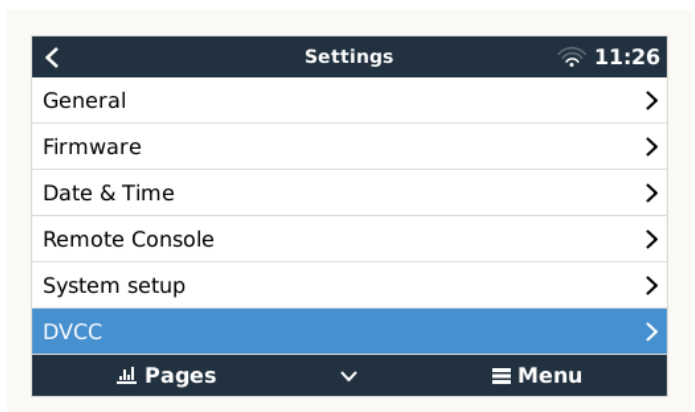 Settings 11:26
General
Firmware
Date & Time
Remote Console
System setup
DVCC
Pages Menu